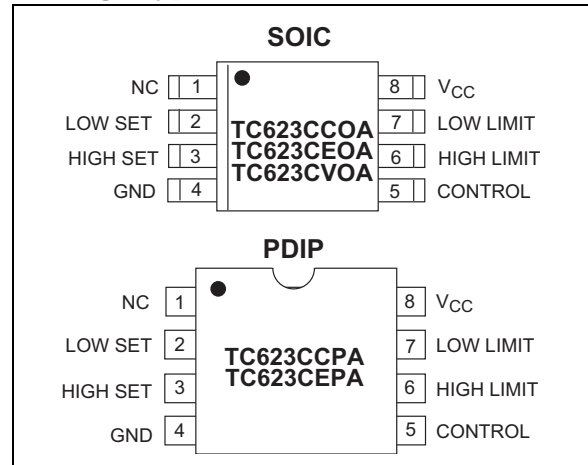 SOIC
NC 1 8 VCC
LOW SET 2 7 LOW LIMIT
HIGH SET 3 6 HIGH LIMIT
GND 4 5 CONTROL
TC623CCOA
TC623CEOA
TC623CVOA
PDIP
NC 1 8 VCC
LOW SET 2 7 LOW LIMIT
HIGH SET 3 6 HIGH LIMIT
GND 4 5 CONTROL
TC623CCPA
TC623CEPA